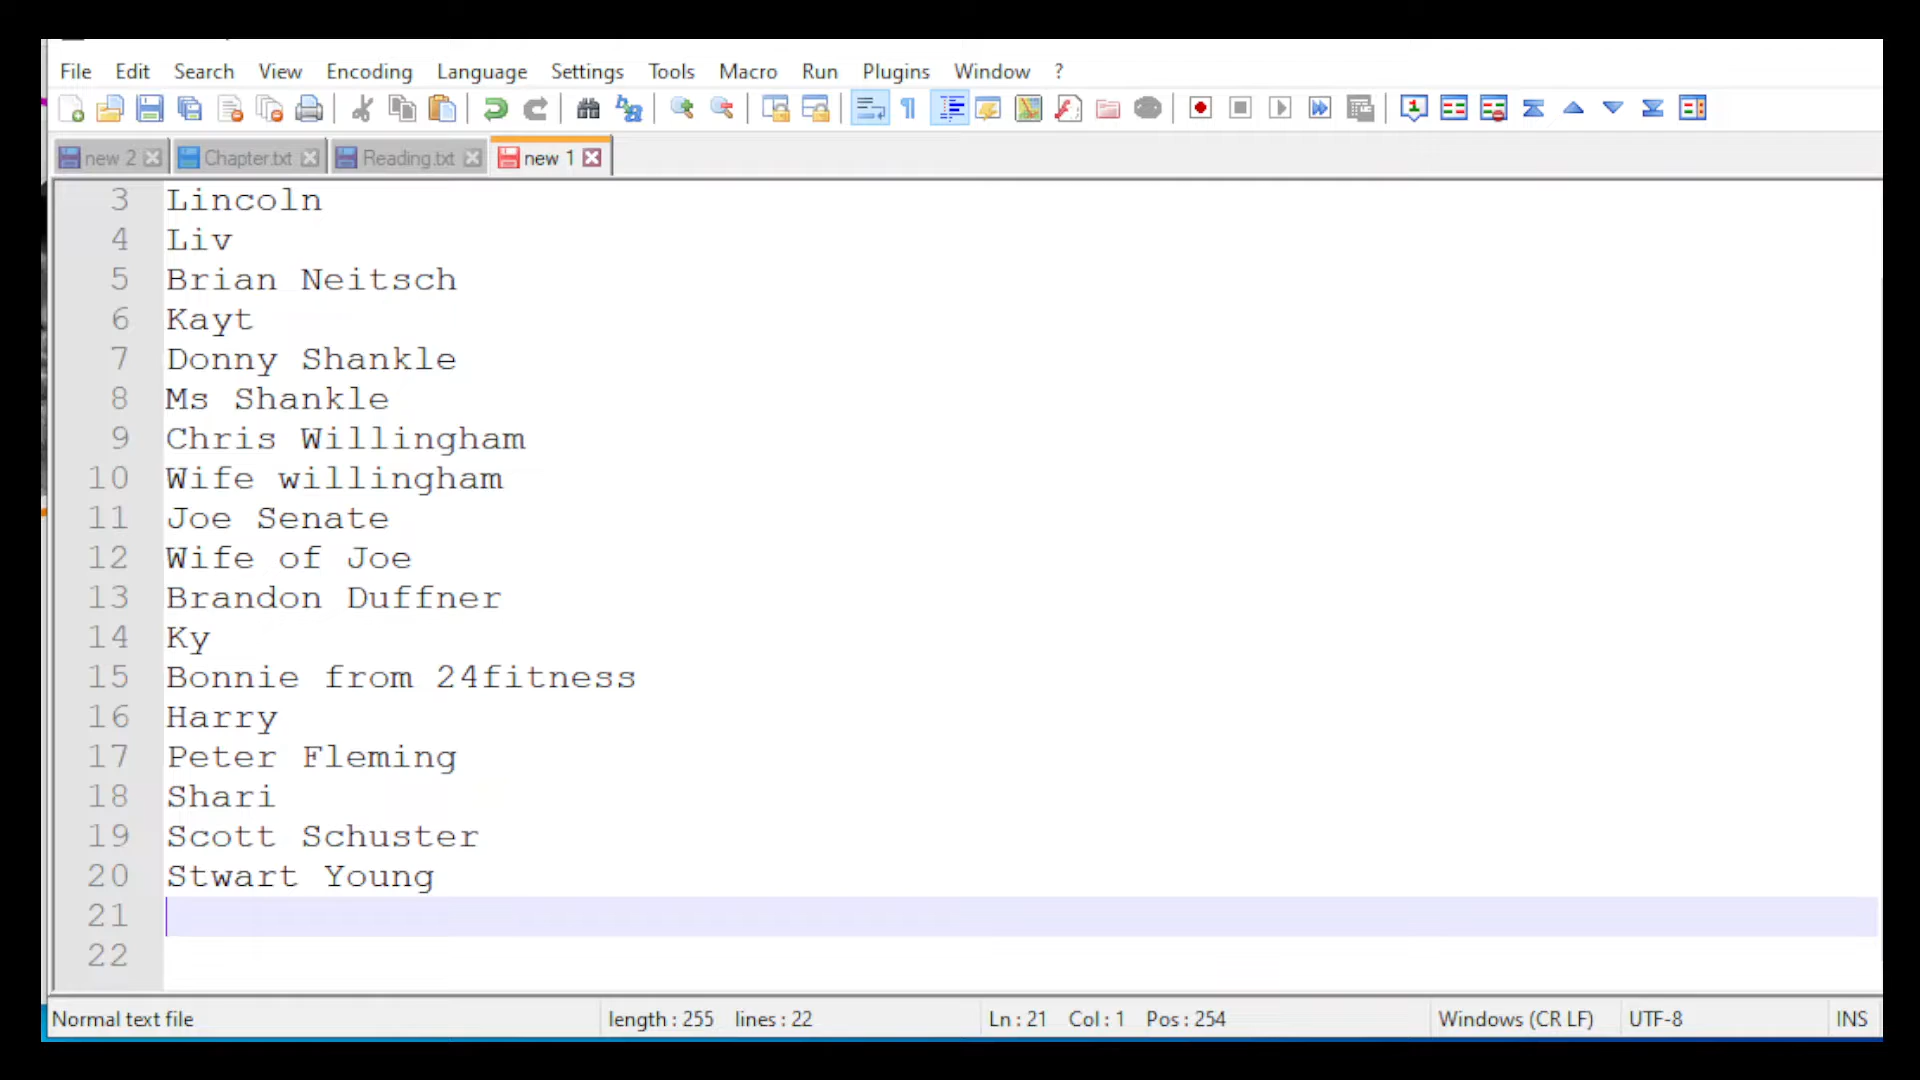 File Edit Search View Encoding Language Settings Tools Macro Run Plugins Window ?
new 2 Chapter.txt Reading.txt new 1
3 Lincoln
4 Liv
5 Brian Neitsch
6 Kayt
7 Donny Shankle
8 Ms Shankle
9 Chris Willingham
10 Wife willingham
11 Joe Senate
12 Wife of Joe
13 Brandon Duffner
14 Ky
15 Bonnie from 24fitness
16 Harry
17 Peter Fleming
18 Shari
19 Scott Schuster
20 Stwart Young
21
22
Normal text file length : 255 lines : 22 Ln : 21 Col : 1 Pos : 254 Windows (CR LF) UTF-8 INS